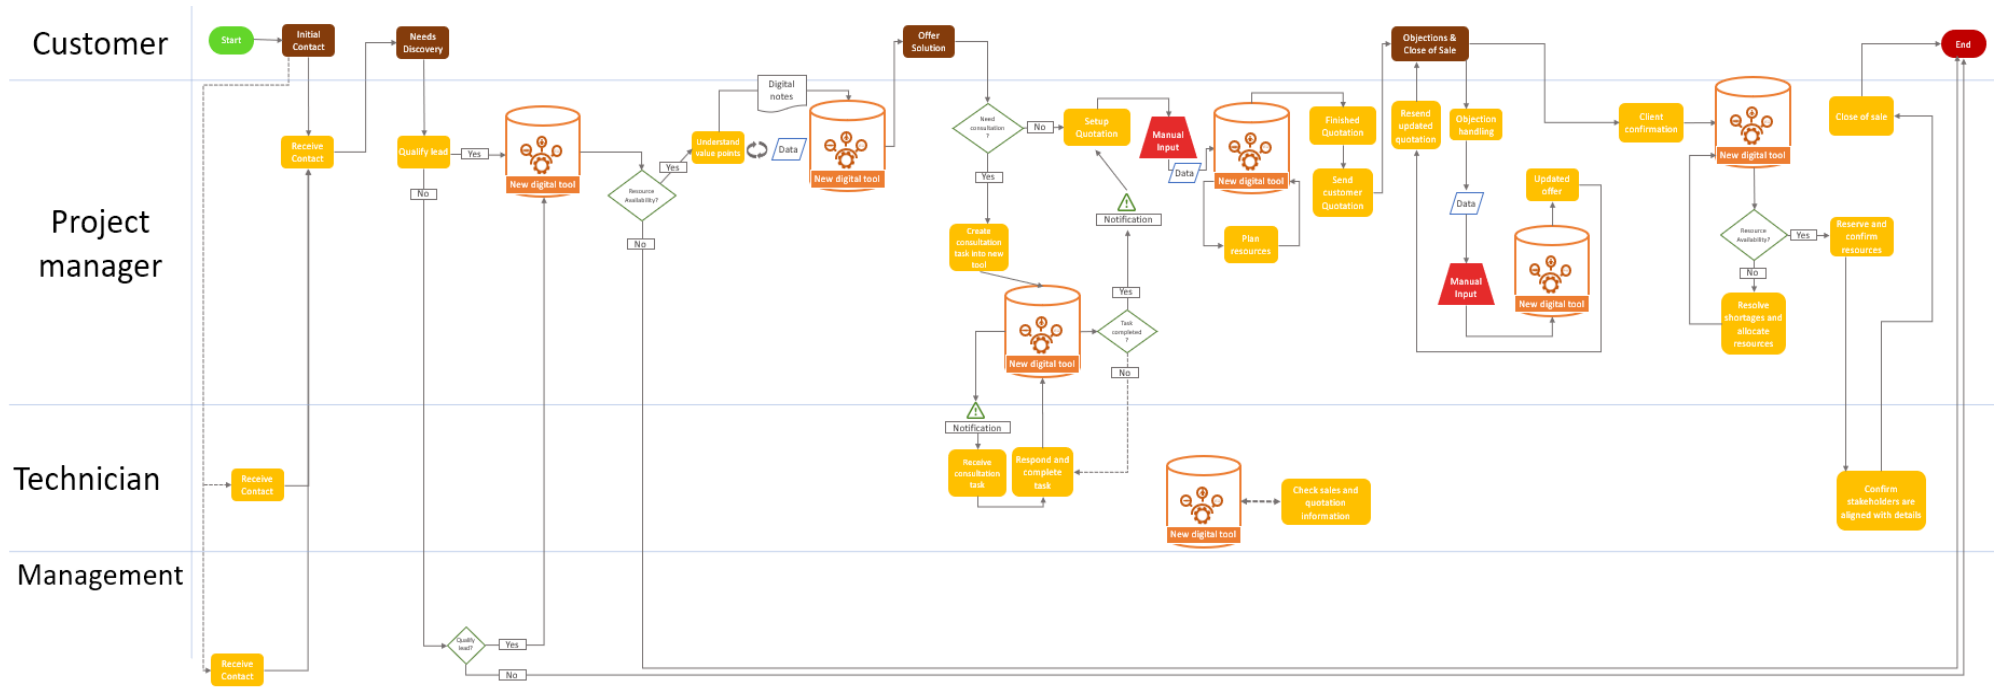 Customer
Start
Initial
Contact
Needs
Discovery
Offer
Solution
Objections &
Close of Sale
End
Project
manager
Receive
Contact
Qualify lead
Yes
No
New digital tool
Resource
Availability?
Yes
No
Understand
value points
Digital
notes
Data
New digital tool
Need
consultation
?
No
Yes
Create
consultation
task into new
tool
New digital tool
Setup
Quotation
Notification
Yes
Task
completed
?
No
Manual
Input
Data
New digital tool
Plan
resources
Finished
Quotation
Send
customer
Quotation
Resend
updated
quotation
Objection
handling
Data
Manual
Input
Updated
offer
New digital tool
Client
confirmation
New digital tool
Resource
Availability?
Yes
No
Resolve
shortages and
allocate
resources
Reserve and
confirm
resources
Close of sale
Technician
Receive
Contact
Notification
Receive
consultation
task
Respond and
complete
task
New digital tool
Check sales and
quotation
information
Confirm
stakeholders are
aligned with details
Management
Receive
Contact
Qualify
lead?
Yes
No